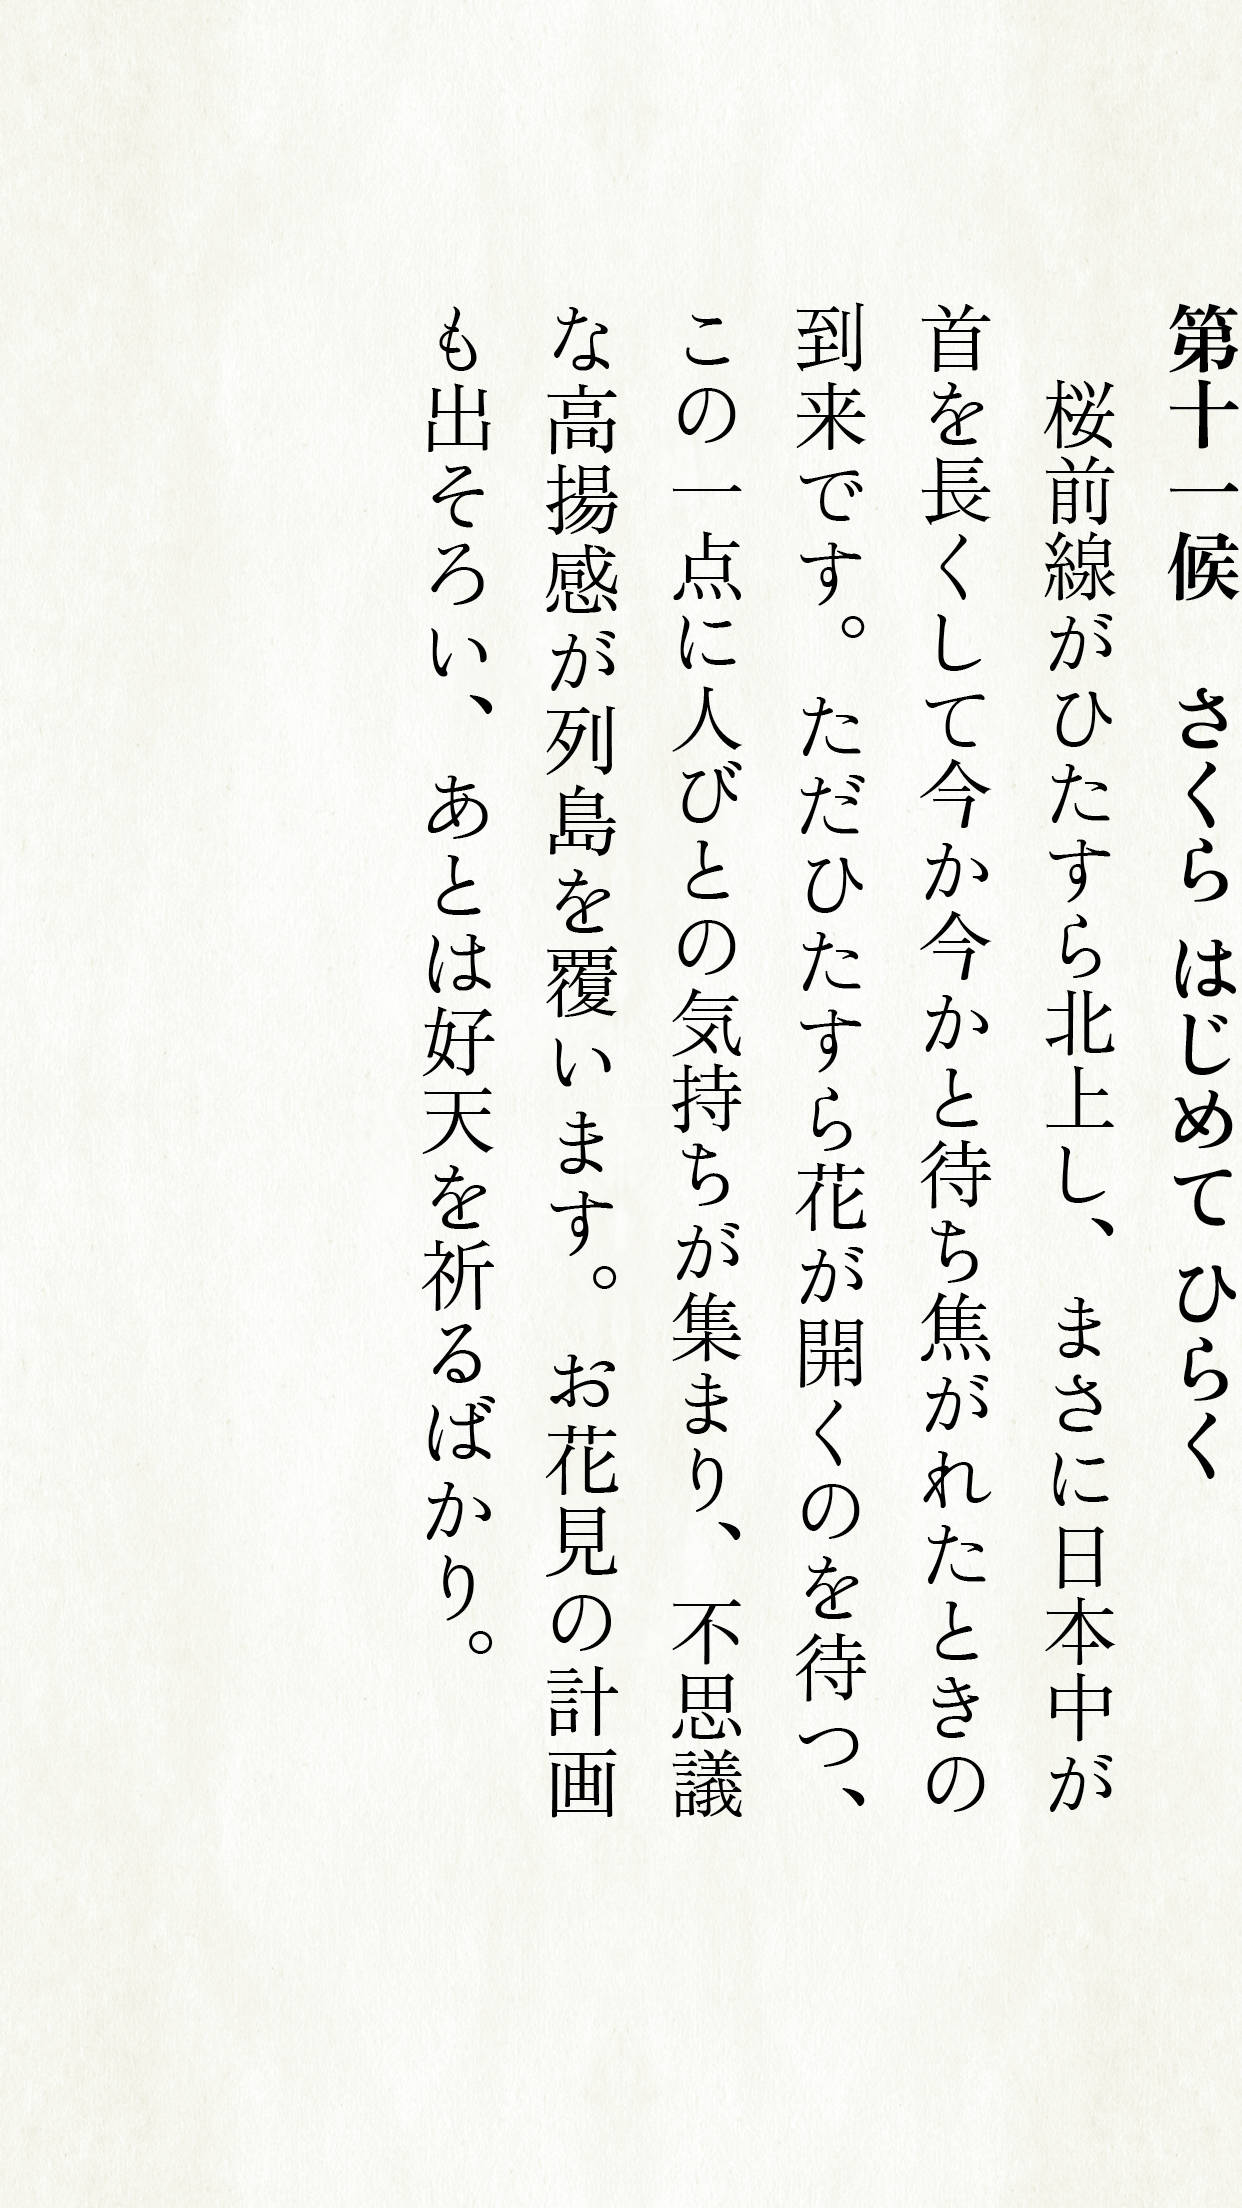 第十一候　さくら はじめて ひらく
　桜前線がひたすら北上し、まさに日本中が
首を長くして今か今かと待ち焦がれたときの
到来です。ただひたすら花が開くのを待つ、
この一点に人びとの気持ちが集まり、不思議
な高揚感が列島を覆います。お花見の計画
も出そろい、あとは好天を祈るばかり。